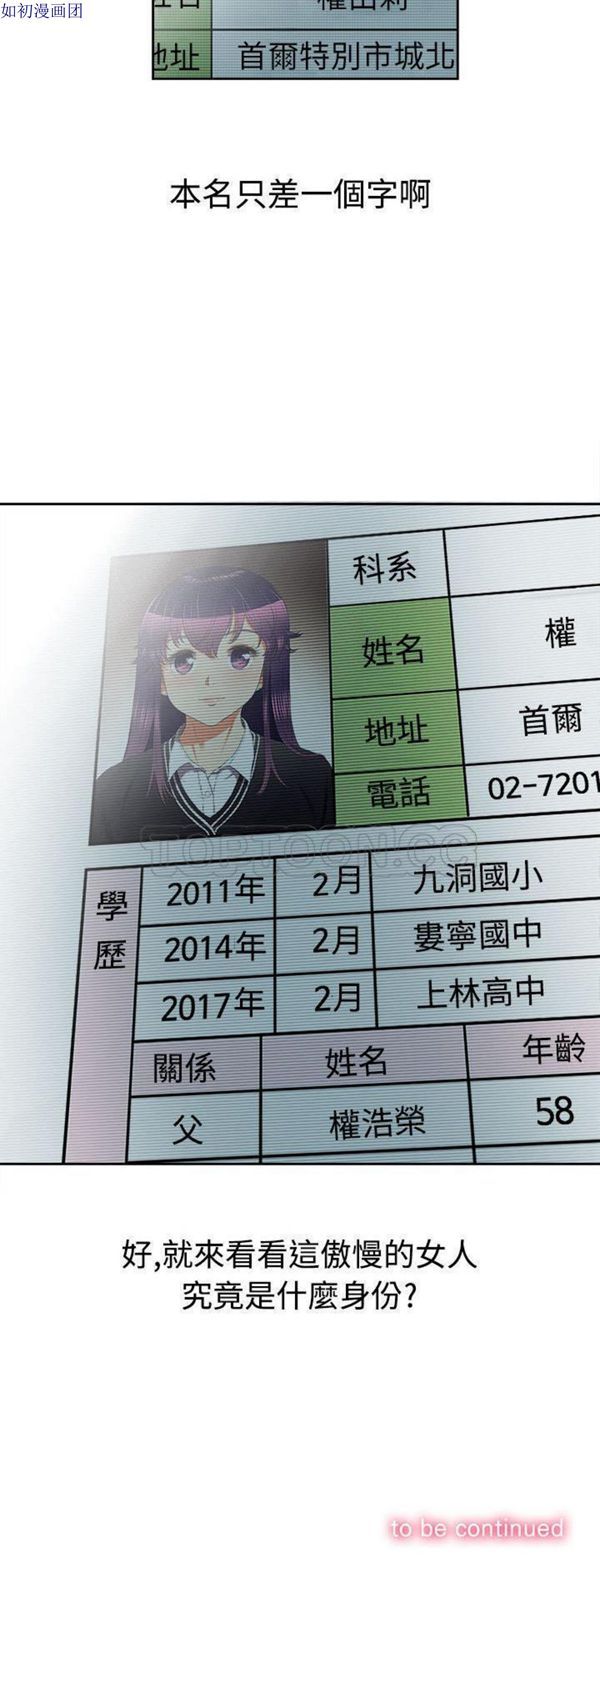 如初漫画团
地址 首爾特別市城北
本名只差一個字啊
科系
姓名 權
地址 首爾
電話 02-7201
TOPTOON.CC
學歷
2011年 2月 九洞國小
2014年 2月 婁寧國中
2017年 2月 上林高中
關係 姓名 年齡
父 權浩榮 58
好,就來看看這傲慢的女人
究竟是什麼身份?
to be continued